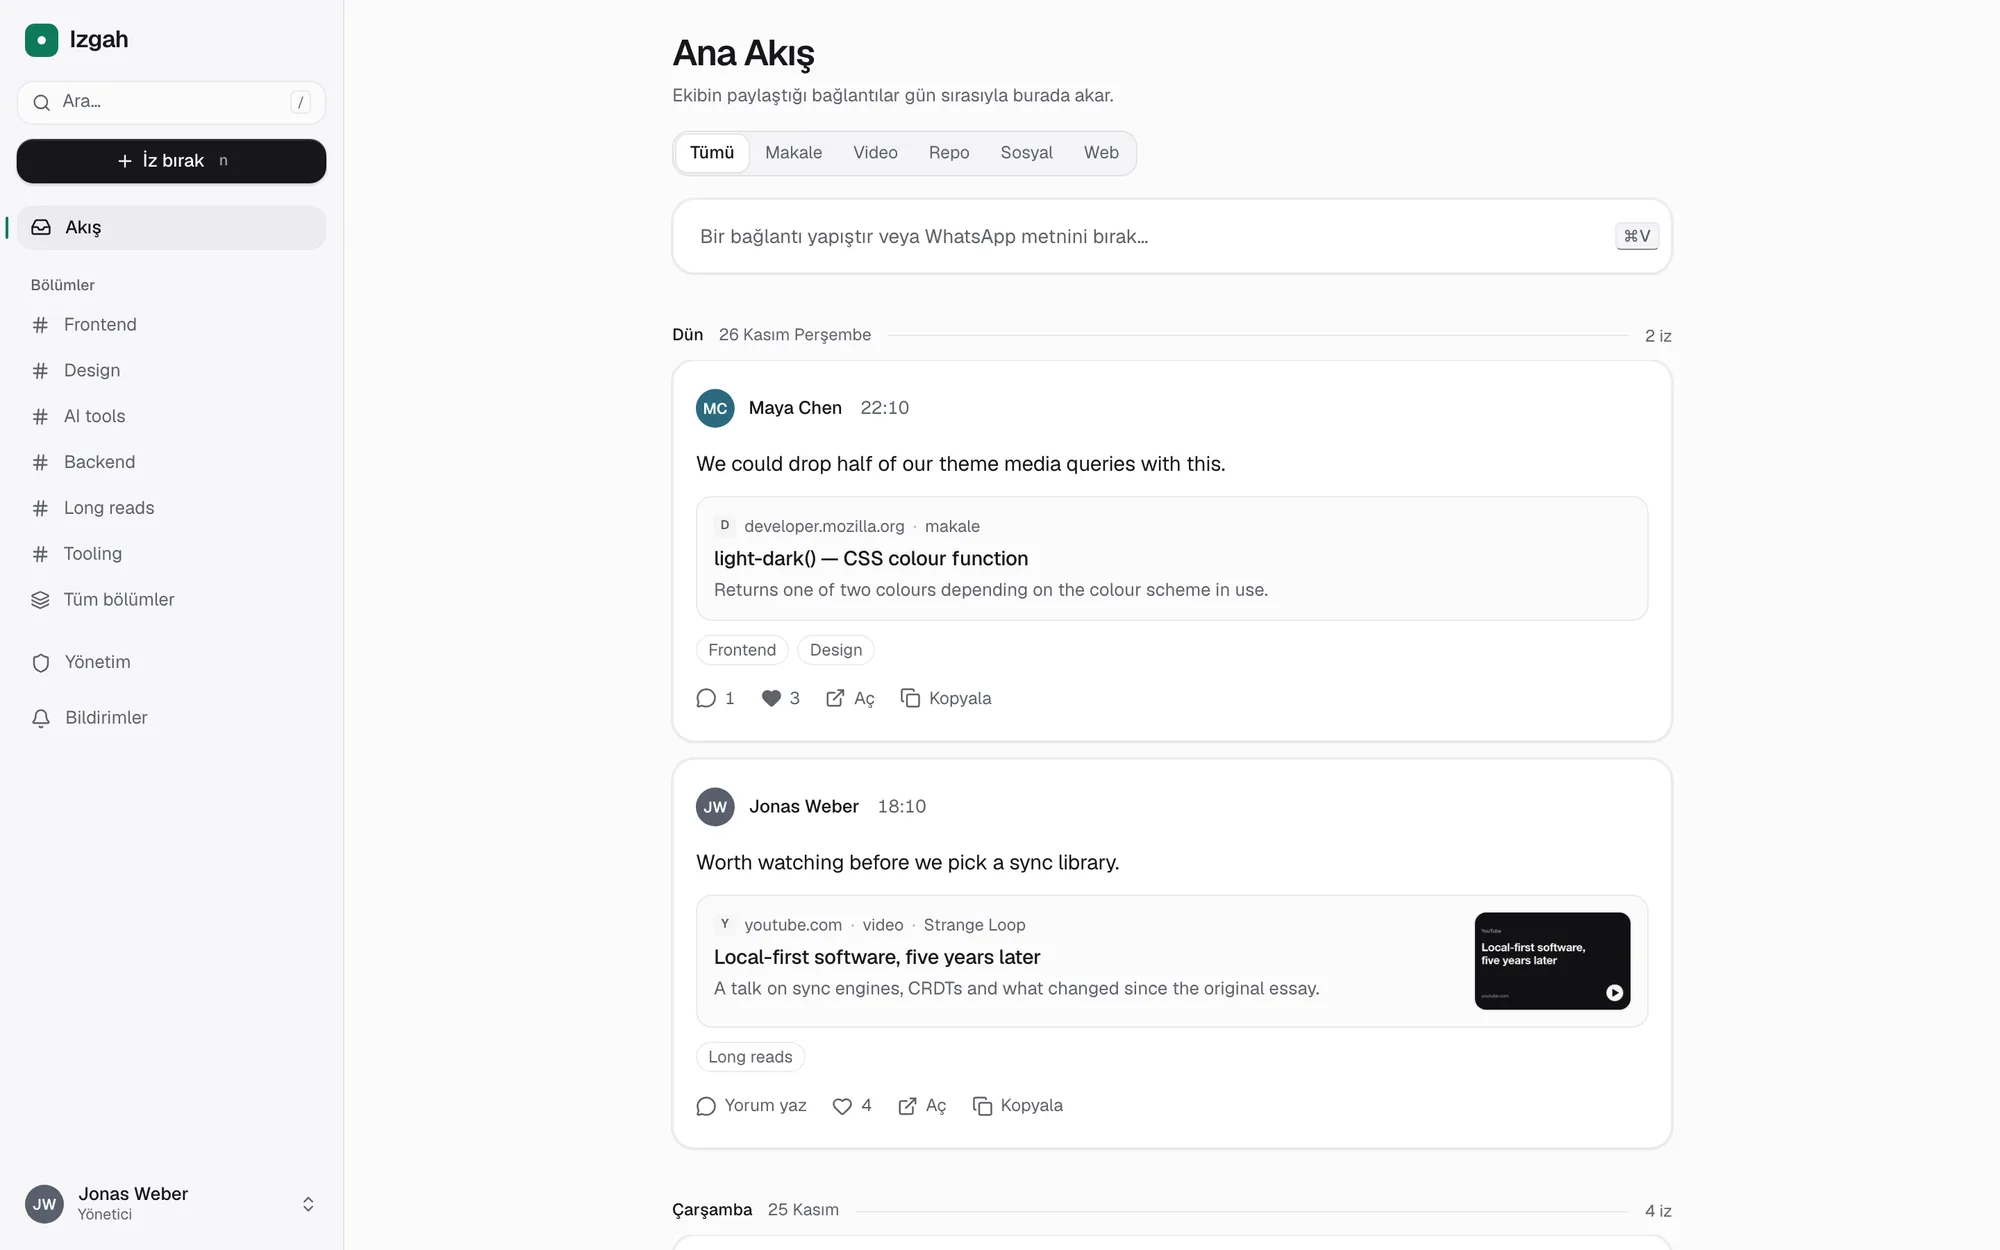 Izgah
Ara...
/
İz bırak n
Akış
Bölümler
Frontend
Design
AI tools
Backend
Long reads
Tooling
Tüm bölümler
Yönetim
Bildirimler
JW
Jonas Weber
Yönetici
Ana Akış
Ekibin paylaştığı bağlantılar gün sırasıyla burada akar.
Tümü Makale Video Repo Sosyal Web
Bir bağlantı yapıştır veya WhatsApp metnini bırak... ⌘V
Dün 26 Kasım Perşembe 2 iz
MC Maya Chen 22:10
We could drop half of our theme media queries with this.
D developer.mozilla.org · makale
light-dark() — CSS colour function
Returns one of two colours depending on the colour scheme in use.
Frontend Design
1 3 Aç Kopyala
JW Jonas Weber 18:10
Worth watching before we pick a sync library.
Y youtube.com · video · Strange Loop
Local-first software, five years later
A talk on sync engines, CRDTs and what changed since the original essay.
YouTube
Local-first software,
five years later
youtube.com
Long reads
Yorum yaz 4 Aç Kopyala
Çarşamba 25 Kasım 4 iz